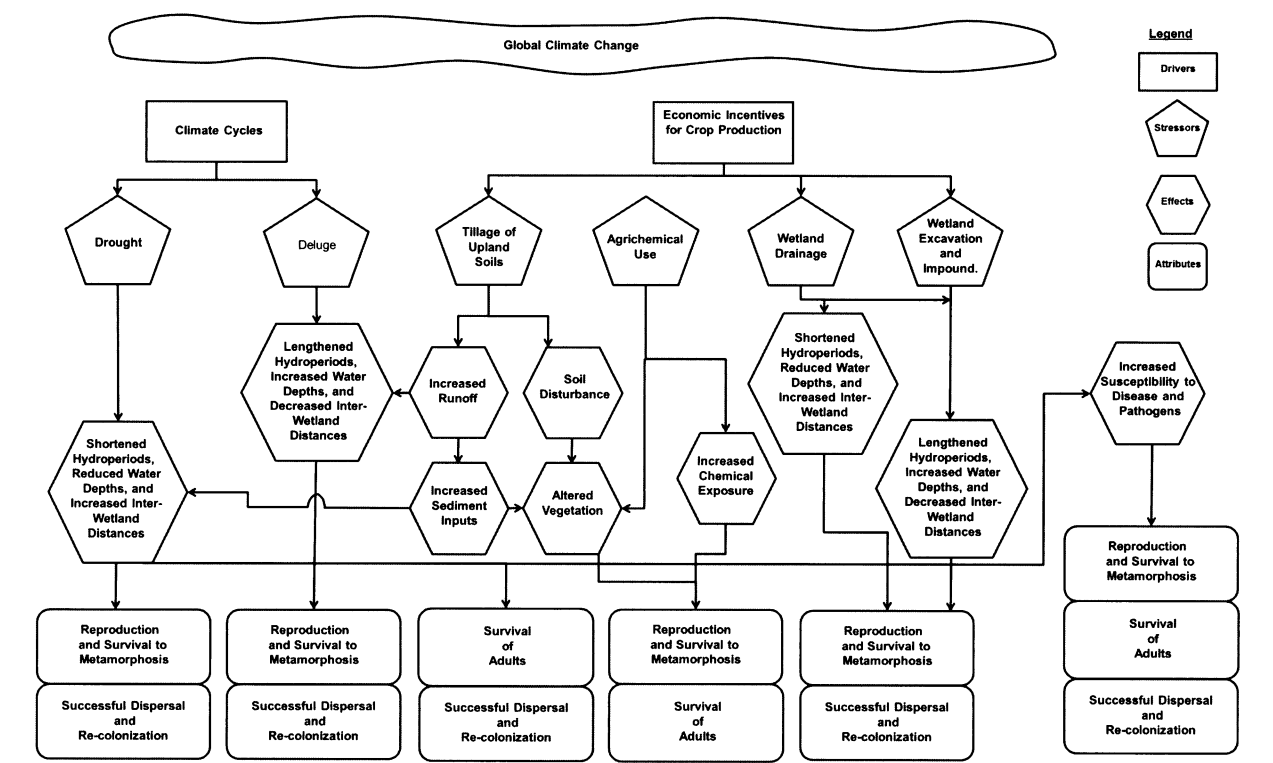 Global Climate Change
Legend
Drivers
Stressors
Effects
Attributes
Climate Cycles
Economic Incentives
for Crop Production
Drought
Deluge
Tillage of
Upland
Soils
Agrichemical
Use
Wetland
Drainage
Wetland
Excavation
and
Impound.
Lengthened
Hydroperiods,
Increased Water
Depths, and
Decreased Inter-
Wetland
Distances
Increased
Runoff
Soil
Disturbance
Shortened
Hydroperiods,
Reduced Water
Depths, and
Increased Inter-
Wetland
Distances
Increased
Susceptibility to
Disease and
Pathogens
Shortened
Hydroperiods,
Reduced Water
Depths, and
Increased Inter-
Wetland
Distances
Increased
Sediment
Inputs
Altered
Vegetation
Increased
Chemical
Exposure
Lengthened
Hydroperiods,
Increased Water
Depths, and
Decreased Inter-
Wetland
Distances
Reproduction
and Survival to
Metamorphosis
Successful Dispersal
and
Re-colonization
Reproduction
and Survival to
Metamorphosis
Successful Dispersal
and
Re-colonization
Survival
of
Adults
Successful Dispersal
and
Re-colonization
Reproduction
and Survival to
Metamorphosis
Survival
of
Adults
Reproduction
and Survival to
Metamorphosis
Successful Dispersal
and
Re-colonization
Reproduction
and Survival to
Metamorphosis
Survival
of
Adults
Successful Dispersal
and
Re-colonization